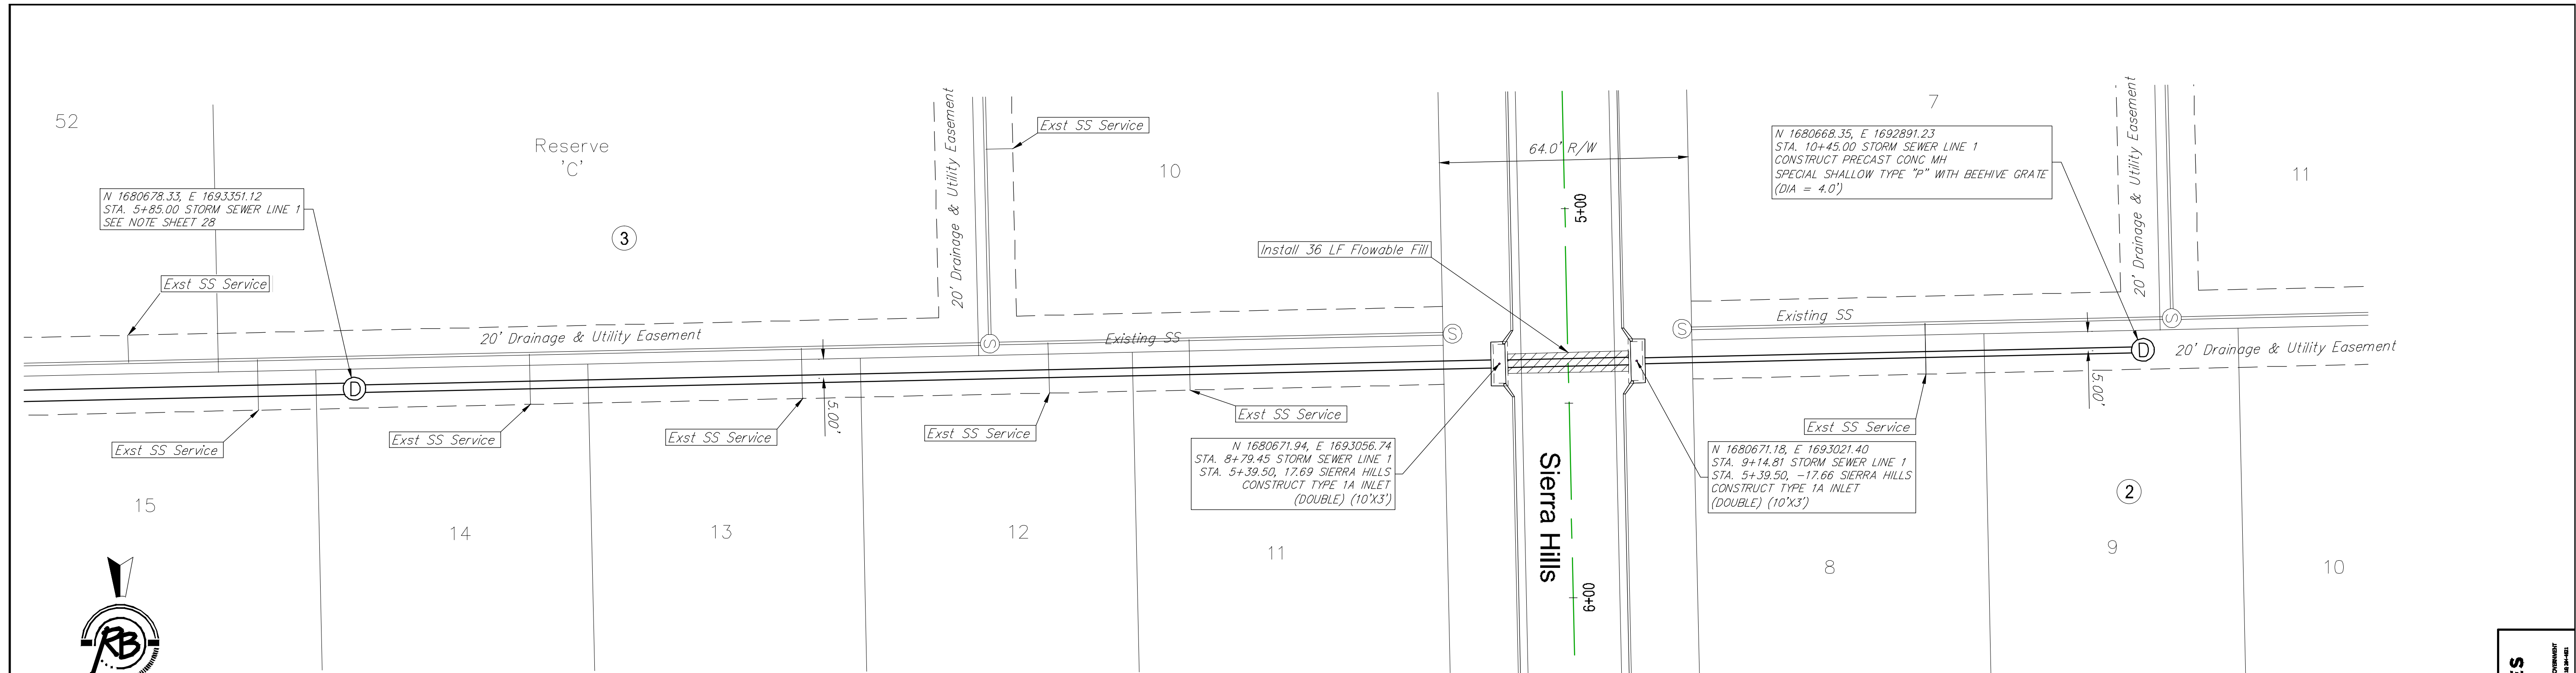 52
Reserve
'C'
N 1680678.33, E 1693351.12
STA. 5+85.00 STORM SEWER LINE 1
SEE NOTE SHEET 28
3
Exst SS Service
20' Drainage & Utility Easement
20' Drainage & Utility Easement
Exst SS Service
10
Existing SS
S
S
D
5.00'
Exst SS Service
Exst SS Service
Exst SS Service
Exst SS Service
Exst SS Service
15
14
13
12
11
RB
64.0' R/W
5+00
Install 36 LF Flowable Fill
N 1680671.94, E 1693056.74
STA. 8+79.45 STORM SEWER LINE 1
STA. 5+39.50, 17.69 SIERRA HILLS
CONSTRUCT TYPE 1A INLET
(DOUBLE) (10'X3')
Sierra Hills
6+00
7
N 1680668.35, E 1692891.23
STA. 10+45.00 STORM SEWER LINE 1
CONSTRUCT PRECAST CONC MH
SPECIAL SHALLOW TYPE "P" WITH BEEHIVE GRATE
(DIA = 4.0')
20' Drainage & Utility Easement
11
S
Existing SS
S
D
20' Drainage & Utility Easement
5.00'
Exst SS Service
N 1680671.18, E 1693021.40
STA. 9+14.81 STORM SEWER LINE 1
STA. 5+39.50, -17.66 SIERRA HILLS
CONSTRUCT TYPE 1A INLET
(DOUBLE) (10'X3')
2
8
9
10